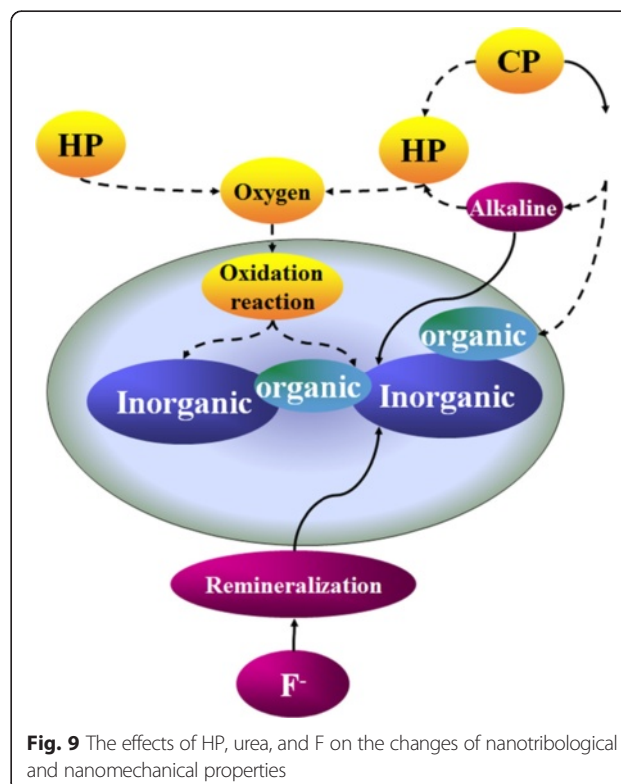 CP
HP
HP
Oxygen
Alkaline
Oxidation
reaction
organic
Inorganic
organic
Inorganic
Remineralization
F-
Fig. 9 The effects of HP, urea, and F on the changes of nanotribological
and nanomechanical properties